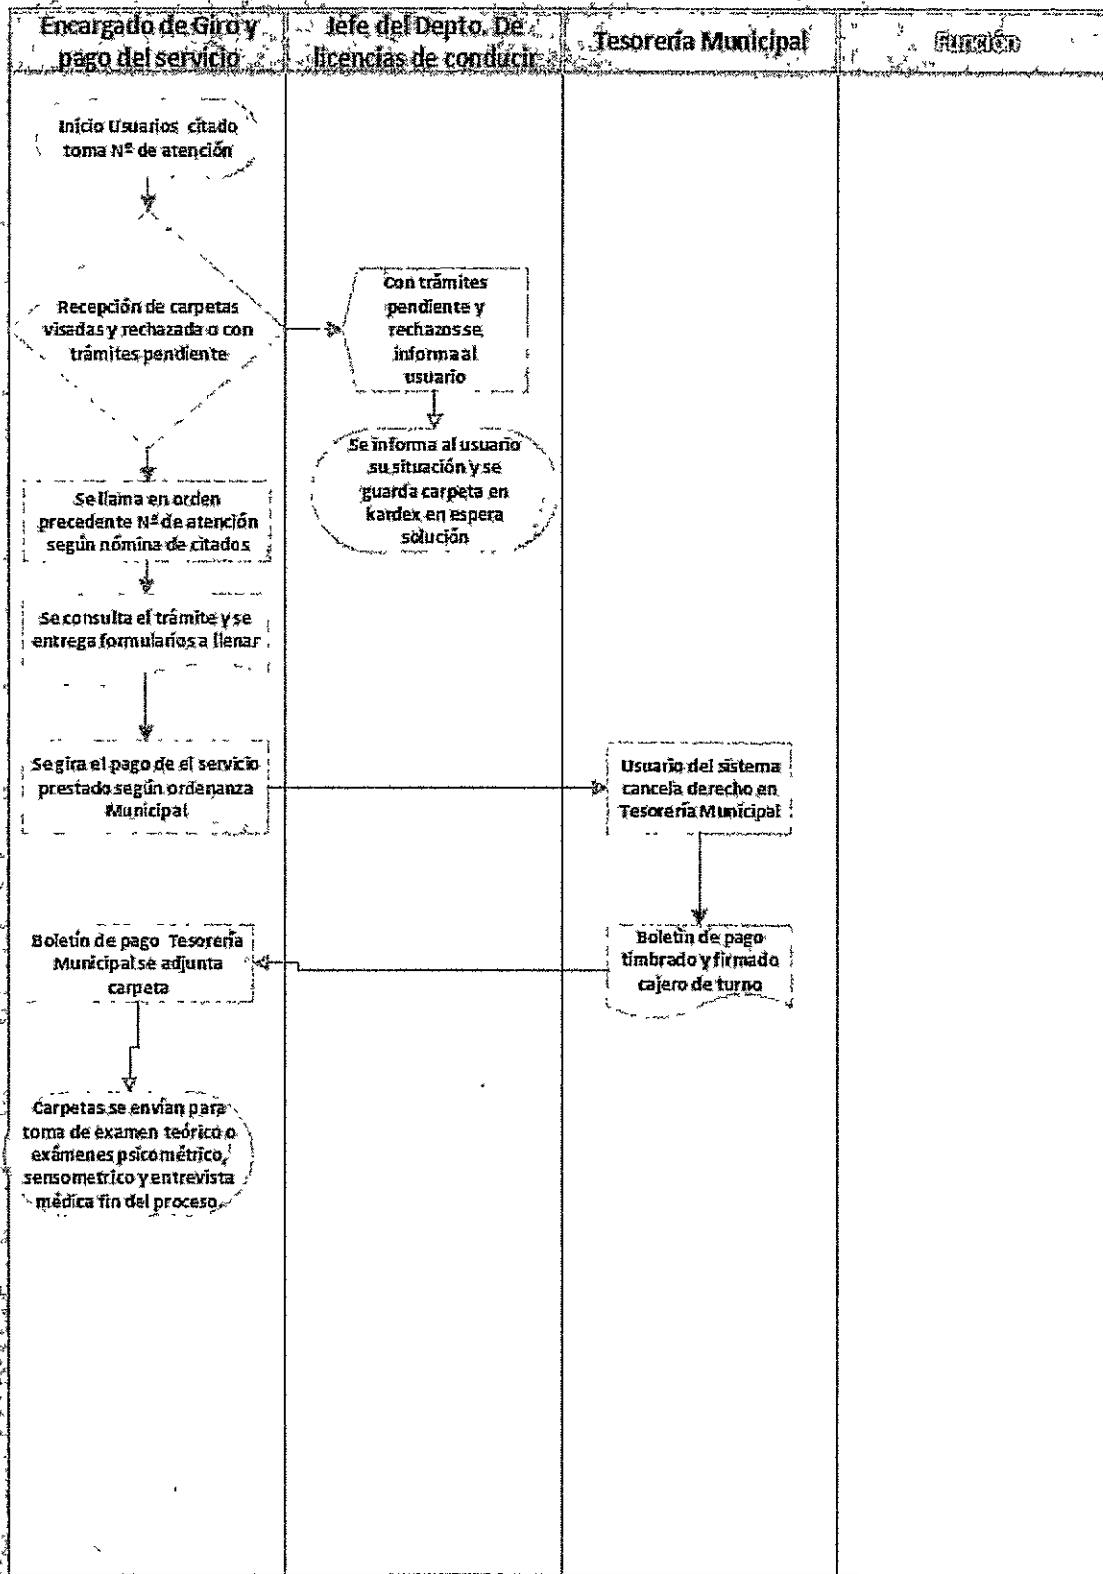 Encargado de Giro y
pago del servicio
Jefe del Depto. De
licencias de conducir
Tesorería Municipal
Función
Inicio Usuarios citado
toma Nº de atención
Recepción de carpetas
visadas y rechazada o con
trámites pendiente
Con trámites
pendiente y
rechazos se
informa al
usuario
Se informa al usuario
su situación y se
guarda carpeta en
kardex en espera
solución
Se llama en orden
precedente Nº de atención
según nómina de citados
Se consulta el trámite y se
entrega formularios a llenar
Se gira el pago de el servicio
prestado según ordenanza
Municipal
Usuario del sistema
cancela derecho en
Tesorería Municipal
Boletín de pago Tesorería
Municipal se adjunta
carpeta
Boletín de pago
timbrado y firmado
cajero de turno
Carpetas se envían para
toma de examen teórico o
exámenes psicométrico,
sensometrico y entrevista
médica fin del proceso.